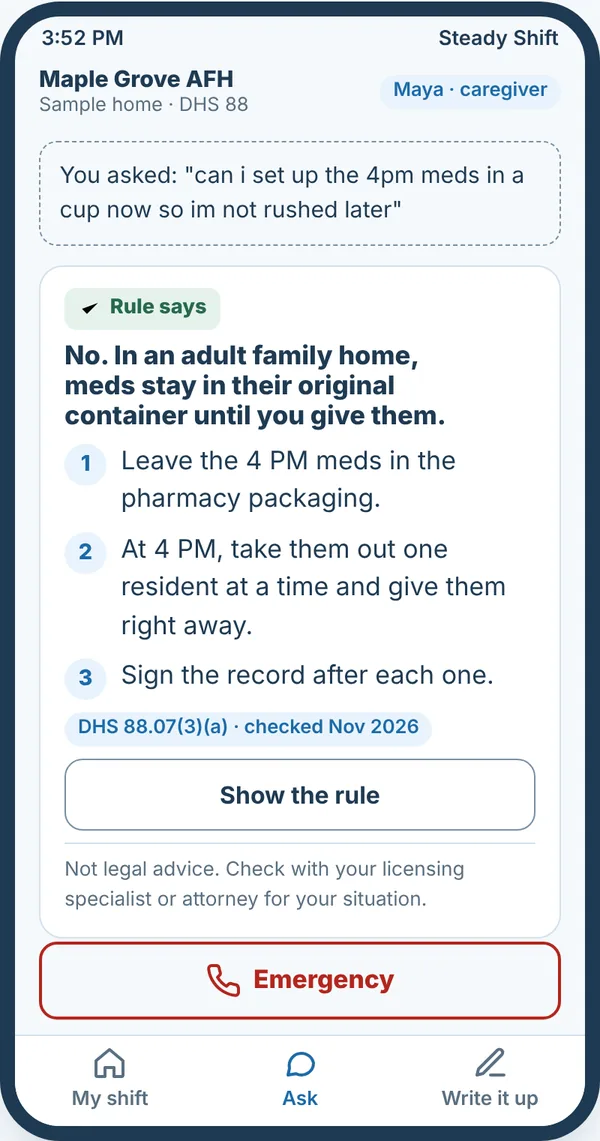 3:52 PM
Steady Shift
Maple Grove AFH
Sample home · DHS 88
Maya · caregiver
You asked: "can i set up the 4pm meds in a
cup now so im not rushed later"
Rule says
No. In an adult family home,
meds stay in their original
container until you give them.
1 Leave the 4 PM meds in the
pharmacy packaging.
2 At 4 PM, take them out one
resident at a time and give them
right away.
3 Sign the record after each one.
DHS 88.07(3)(a) · checked Nov 2026
Show the rule
Not legal advice. Check with your licensing
specialist or attorney for your situation.
Emergency
My shift
Ask
Write it up